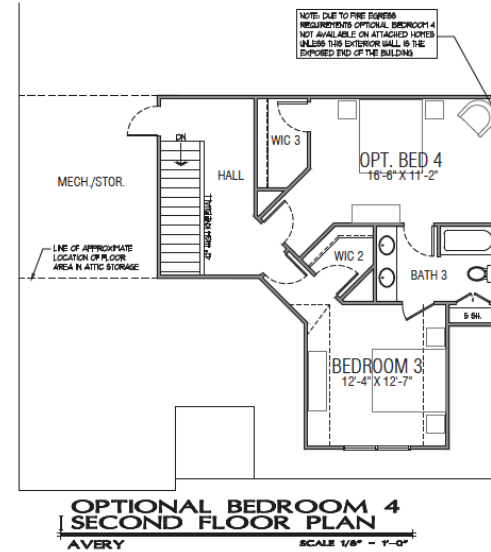 NOTE: DUE TO FIRE EGRESS
REQUIREMENTS OPTIONAL BEDROOM 4
NOT AVAILABLE ON ATTACHED HOMES
UNLESS THIS EXTERIOR WALL IS THE
EXPOSED END OF THE BUILDING
DN
WIC 3
OPT. BED 4
16'-6" X 11'-2"
MECH./STOR.
HALL
LINE OF APPROXIMATE
LOCATION OF FLOOR
AREA IN ATTIC STORAGE
WIC 2
BATH 3
5 SH.
BEDROOM 3
12'-4" X 12'-7"
OPTIONAL BEDROOM 4
SECOND FLOOR PLAN
AVERY
SCALE 1/8" = 1'-0"